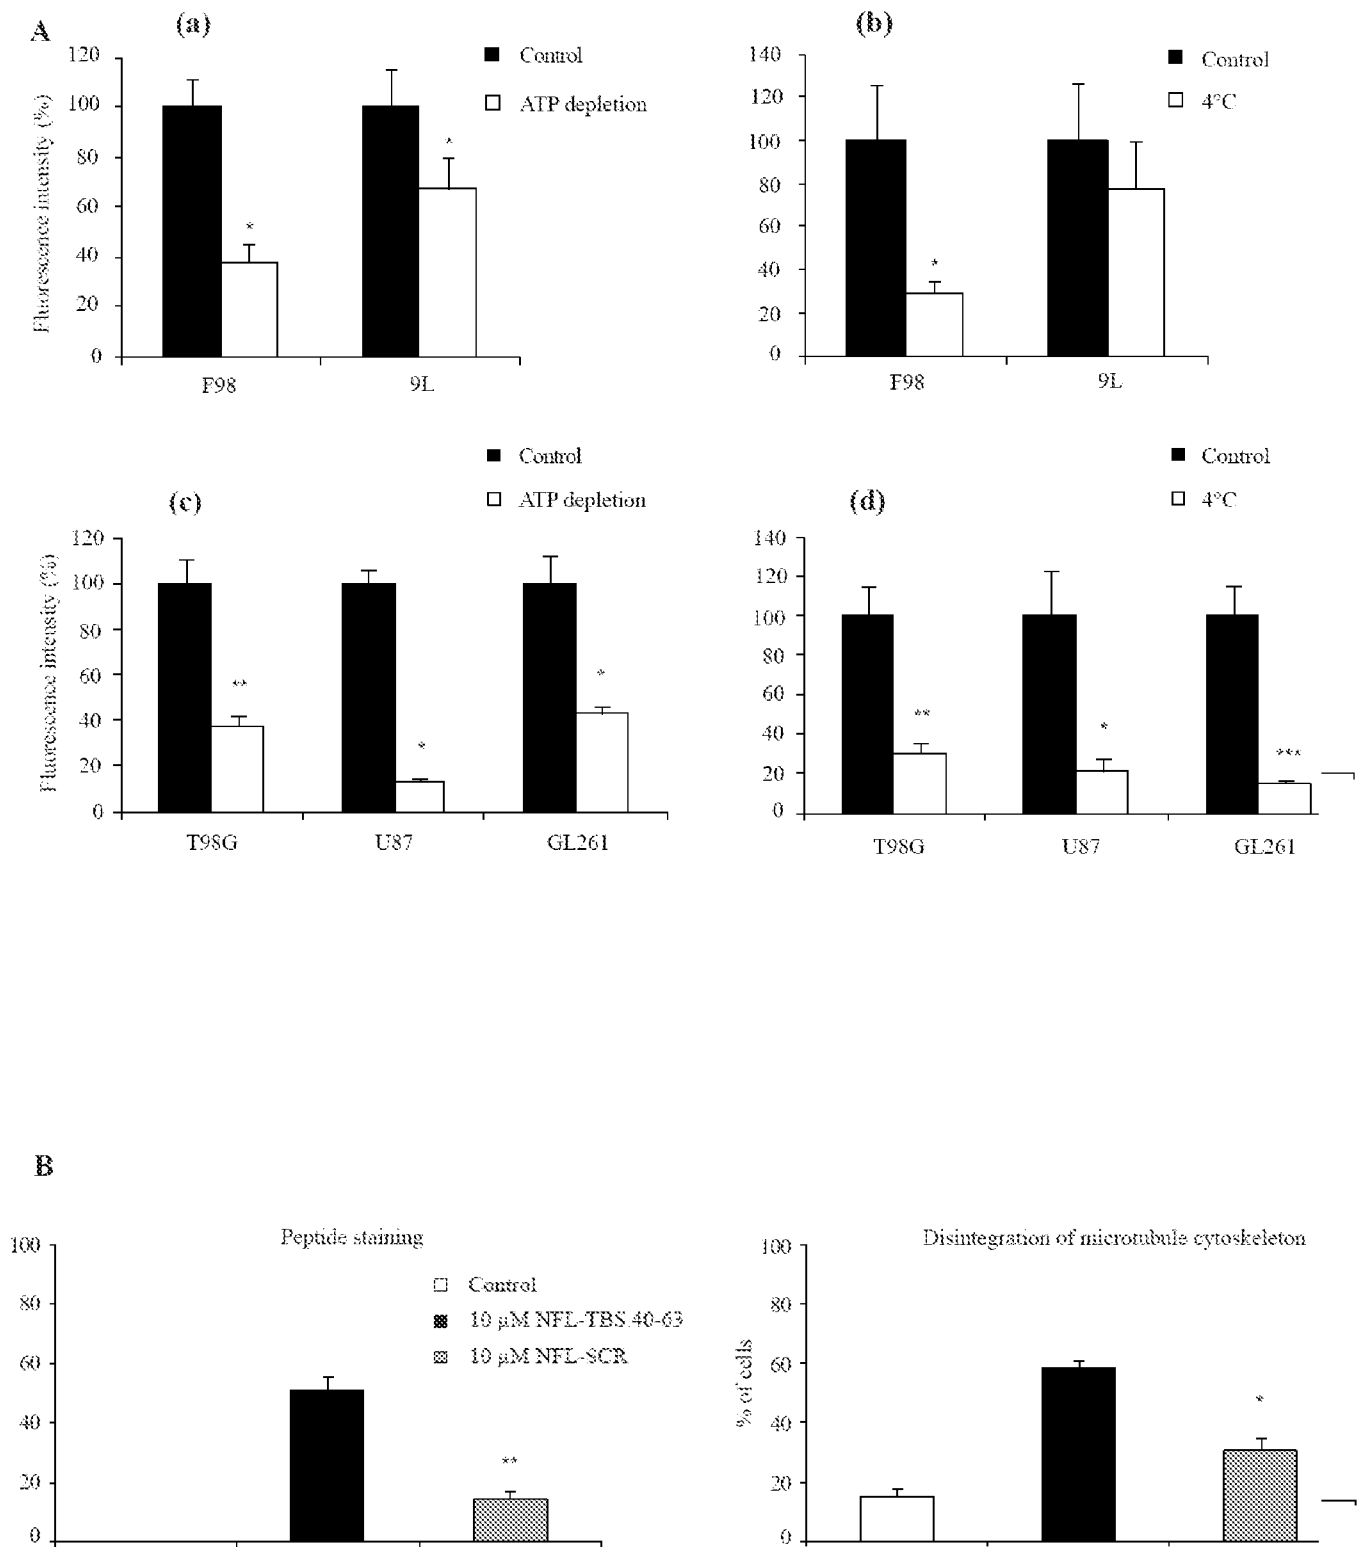 A
(a)
120
100
80
60
40
20
0
Fluorescence intensity (%)
Control
ATP depletion
*
*
F98
9L
(b)
140
120
100
80
60
40
20
0
Control
4°C
*
F98
9L
(c)
120
100
80
60
40
20
0
Fluorescence intensity (%)
Control
ATP depletion
**
*
*
T98G
U87
GL261
(d)
140
120
100
80
60
40
20
0
Control
4°C
**
*
***
T98G
U87
GL261
B
Peptide staining
100
80
60
40
20
0
Control
10 µM NFL-TBS.40-63
10 µM NFL-SCR
**
Disintegration of microtubule cytoskeleton
100
80
60
40
20
0
% of cells
*